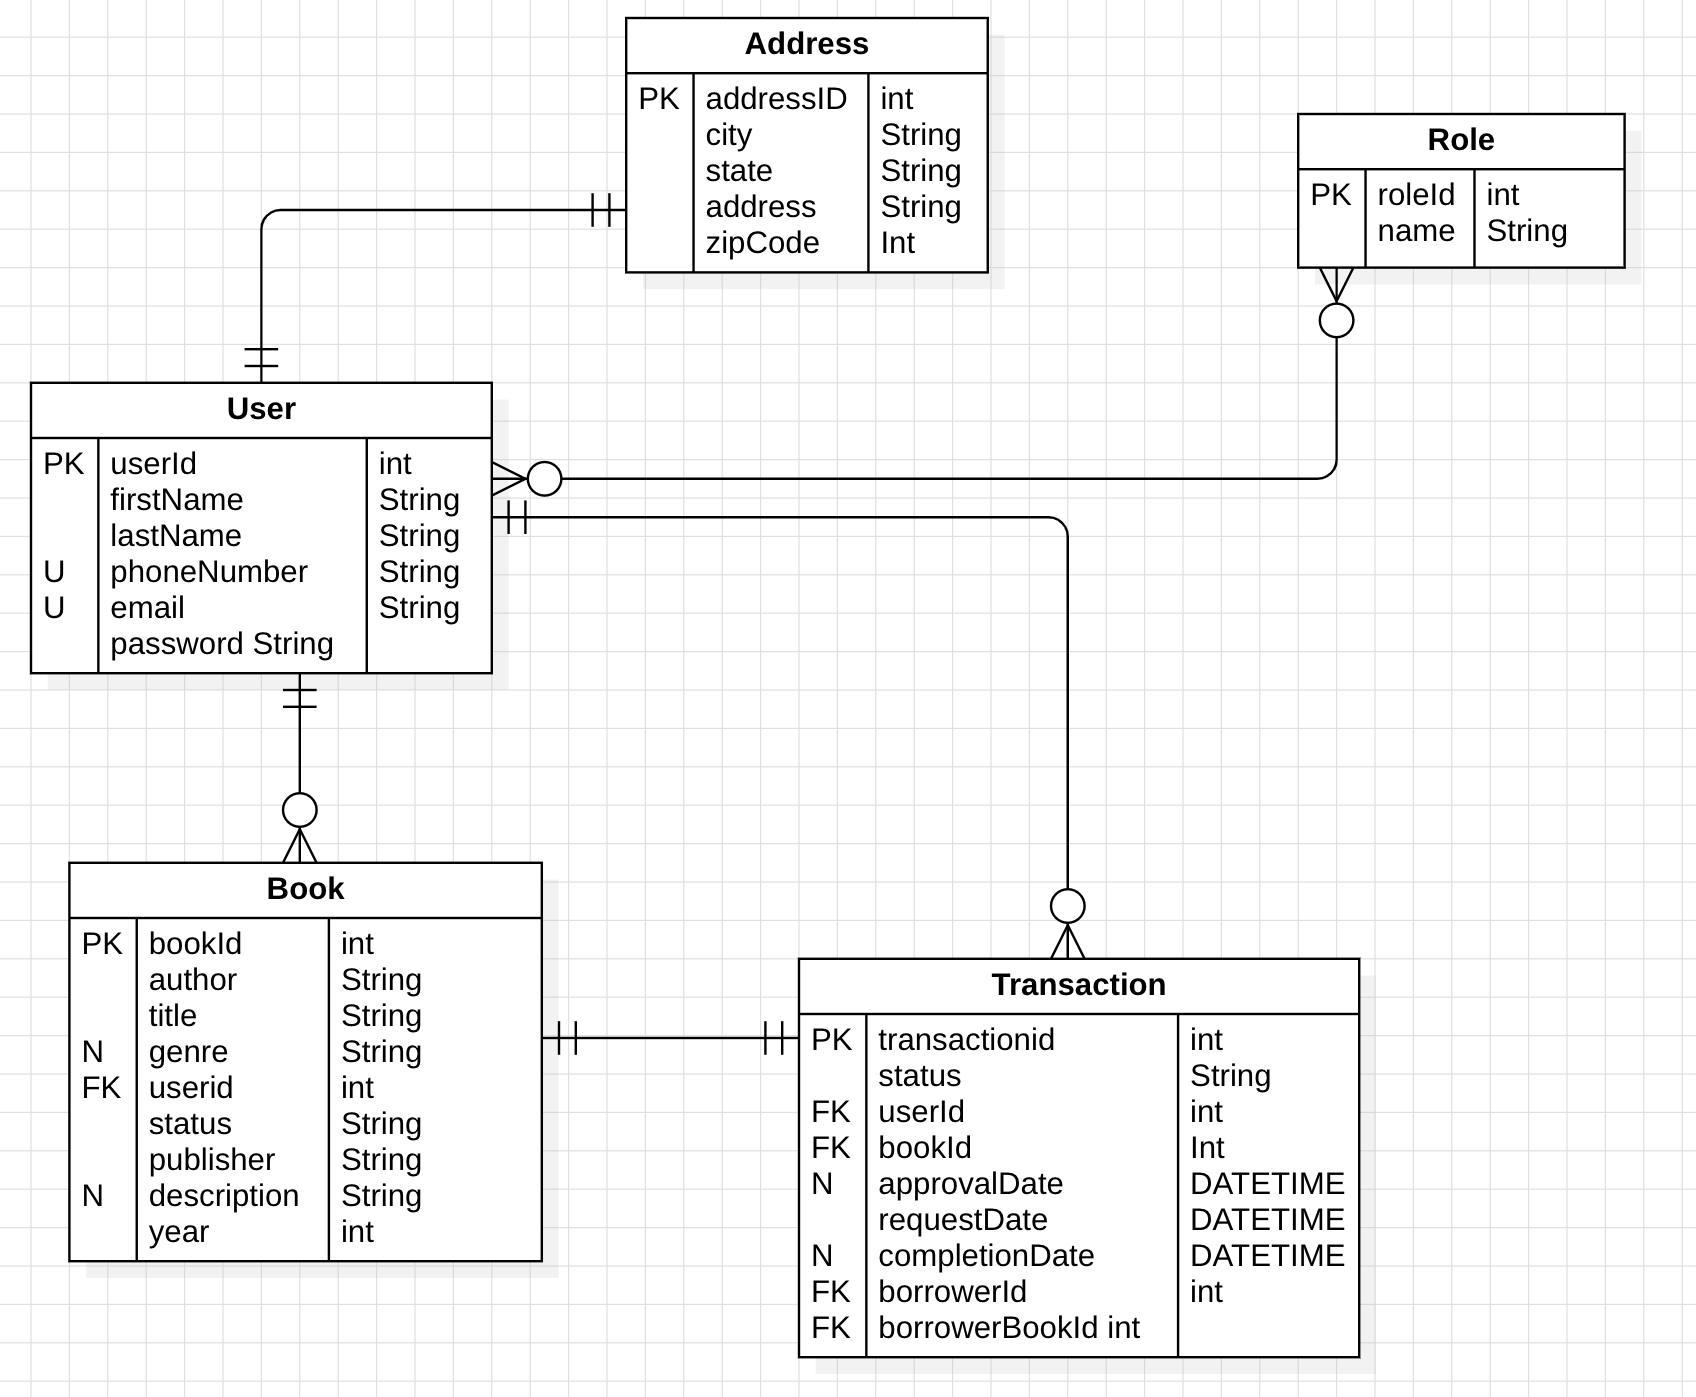 Address
PK addressID int
city String
state String
address String
zipCode Int
Role
PK roleId int
name String
User
PK userId int
firstName String
lastName String
U phoneNumber String
U email String
password String
Book
PK bookId int
author String
title String
N genre String
FK userid int
status String
publisher String
N description String
year int
Transaction
PK transactionid int
status String
FK userId int
FK bookId Int
N approvalDate DATETIME
requestDate DATETIME
N completionDate DATETIME
FK borrowerId int
FK borrowerBookId int